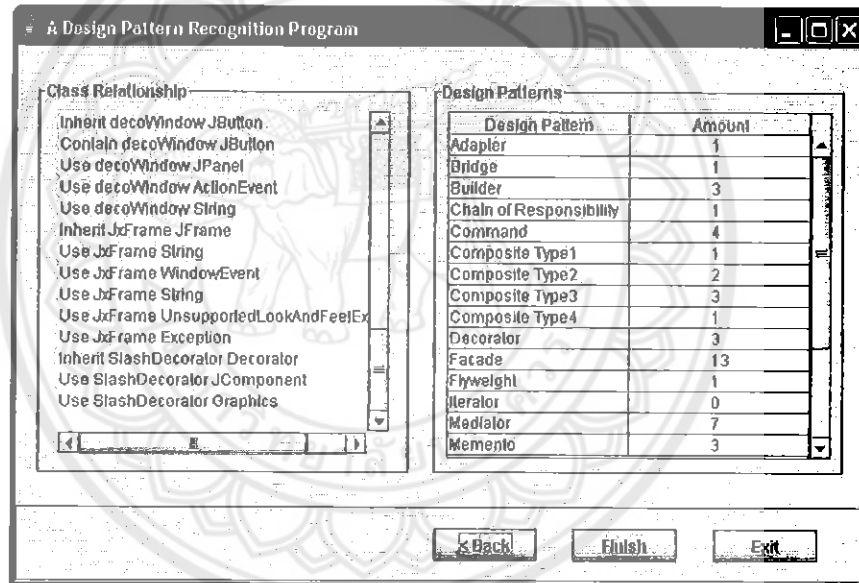 A Design Pattern Recognition Program
Class Relationship
Inherit decoWindow JButton
Contain decoWindow JButton
Use decoWindow JPanel
Use decoWindow ActionEvent
Use decoWindow String
Inherit JxFrame JFrame
Use JxFrame String
Use JxFrame WindowEvent
Use JxFrame String
Use JxFrame UnsupportedLookAndFeelEx
Use JxFrame Exception
Inherit SlashDecorator Decorator
Use SlashDecorator JComponent
Use SlashDecorator Graphics
Design Patterns
Design Pattern Amount
Adapter 1
Bridge 1
Builder 3
Chain of Responsibility 1
Command 4
Composite Type1 1
Composite Type2 2
Composite Type3 3
Composite Type4 1
Decorator 3
Facade 13
Flyweight 1
Iterator 0
Mediator 7
Memento 3
< Back Finish Exit